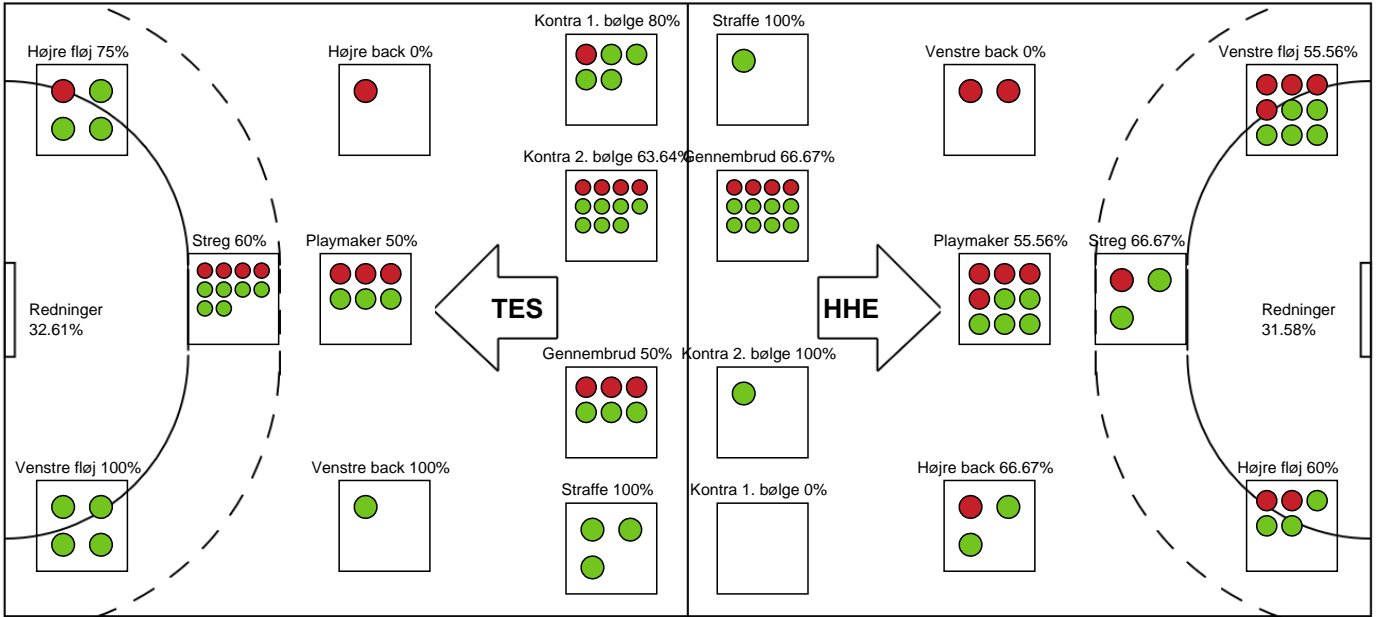 Kontra 1. bølge 80%
Straffe 100%
Højre fløj 75%
Højre back 0%
Venstre back 0%
Venstre fløj 55.56%
Kontra 2. bølge 63.64%
Gennembrud 66.67%
Streg 60%
Playmaker 50%
Playmaker 55.56%
Streg 66.67%
Redninger
32.61%
TES
HHE
Redninger
31.58%
Gennembrud 50%
Kontra 2. bølge 100%
Venstre fløj 100%
Venstre back 100%
Højre back 66.67%
Højre fløj 60%
Straffe 100%
Kontra 1. bølge 0%